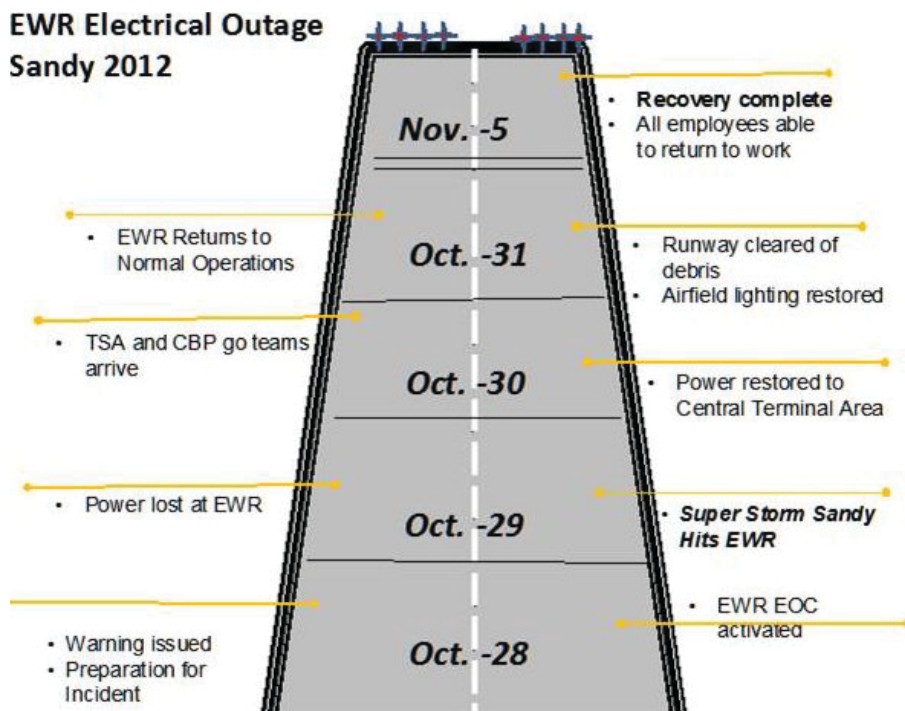 EWR Electrical Outage
Sandy 2012
• Recovery complete
• All employees able
to return to work
Nov. -5
• EWR Returns to
Normal Operations
• Runway cleared of
debris
• Airfield lighting restored
Oct. -31
• TSA and CBP go teams
arrive
• Power restored to
Central Terminal Area
Oct. -30
• Power lost at EWR
• Super Storm Sandy
Hits EWR
Oct. -29
• EWR EOC
activated
• Warning issued
• Preparation for
Incident
Oct. -28